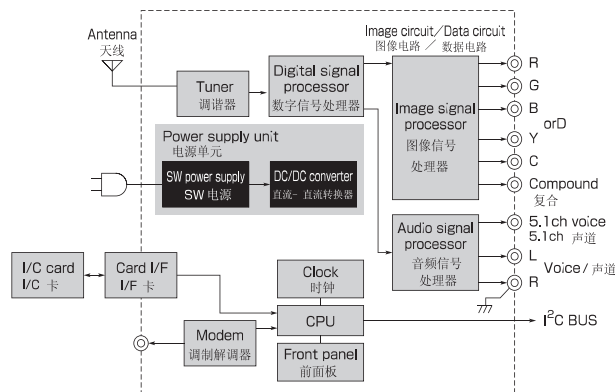 Antenna
天线
Tuner
调谐器
Digital signal
processor
数字信号处理器
Image circuit/Data circuit
图像电路 / 数据电路
Image signal
processor
图像信号
处理器
R
G
B
orD
Y
C
Compound
复合
Power supply unit
电源单元
SW power supply
SW 电源
DC/DC converter
直流- 直流转换器
Audio signal
processor
音频信号
处理器
5.1ch voice
5.1ch 声道
L
Voice/声道
R
I/C card
I/C 卡
Card I/F
I/F 卡
Clock
时钟
CPU
I²C BUS
Modem
调制解调器
Front panel
前面板